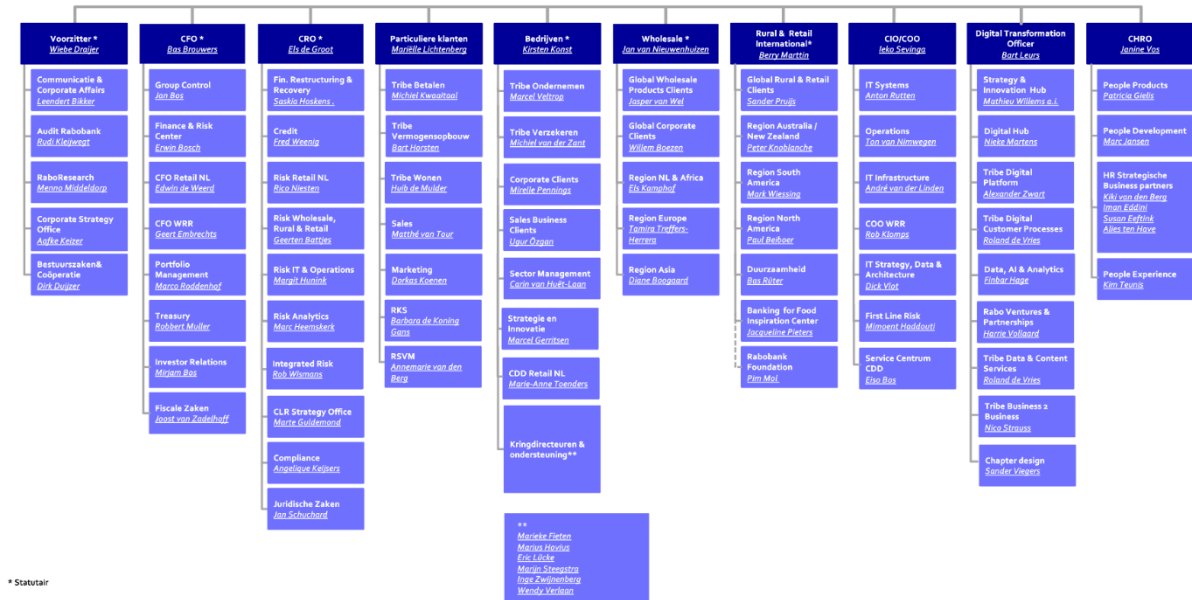 Voorzitter *
Wiebe Draijer
Communicatie &
Corporate Affairs
Leendert Bikker
Audit Rabobank
Rudi Kleijwegt
RaboResearch
Menno Middeldorp
Corporate Strategy
Office
Aafke Keizer
Bestuurszaken&
Coöperatie
Dirk Duijzer
CFO *
Bas Brouwers
Group Control
Jan Bos
Finance & Risk
Center
Erwin Bosch
CFO Retail NL
Edwin de Weerd
CFO WRR
Geert Embrechts
Portfolio
Management
Marco Roddenhof
Treasury
Robbert Muller
Investor Relations
Mirjam Bos
Fiscale Zaken
Joost van Zadelhoff
CRO *
Els de Groot
Fin. Restructuring &
Recovery
Saskia Hoskens .
Credit
Fred Weenig
Risk Retail NL
Rico Niesten
Risk Wholesale,
Rural & Retail
Geerten Battjes
Risk IT & Operations
Margit Hunink
Risk Analytics
Marc Heemskerk
Integrated Risk
Rob Wismans
CLR Strategy Office
Marte Guldemond
Compliance
Angelique Keijsers
Juridische Zaken
Jan Schuchard
Particuliere klanten
Mariëlle Lichtenberg
Tribe Betalen
Michiel Kwaaitaal
Tribe
Vermogensopbouw
Bart Horsten
Tribe Wonen
Huib de Mulder
Sales
Matthé van Tour
Marketing
Dorkas Koenen
RKS
Barbara de Koning
Gans
RSVM
Annemarie van den
Berg
Bedrijven *
Kirsten Konst
Tribe Ondernemen
Marcel Veltrop
Tribe Verzekeren
Michiel van der Zant
Corporate Clients
Mirelle Pennings
Sales Business
Clients
Ugur Özgan
Sector Management
Carin van Huët-Laan
Strategie en
Innovatie
Marcel Gerritsen
CDD Retail NL
Marie-Anne Toenders
Kringdirecteuren &
ondersteuning**
**
Marieke Fieten
Marius Hovius
Eric Lücke
Marijn Steegstra
Inge Zwijnenberg
Wendy Verlaan
Wholesale *
Jan van Nieuwenhuizen
Global Wholesale
Products Clients
Jasper van Wel
Global Corporate
Clients
Willem Boezen
Region NL & Africa
Els Kamphof
Region Europe
Tamira Treffers-
Herrera
Region Asia
Diane Boogaard
Rural & Retail
International*
Berry Marttin
Global Rural & Retail
Clients
Sander Pruijs
Region Australia /
New Zealand
Peter Knoblanche
Region South
America
Mark Wiessing
Region North
America
Paul Beiboer
Duurzaamheid
Bas Rüter
Banking for Food
Inspiration Center
Jacqueline Pieters
Rabobank
Foundation
Pim Mol
CIO/COO
Ieko Sevinga
IT Systems
Anton Rutten
Operations
Ton van Nimwegen
IT Infrastructure
André van der Linden
COO WRR
Rob Klomps
IT Strategy, Data &
Architecture
Dick Vlot
First Line Risk
Mimoent Haddouti
Service Centrum
CDD
Elsa Bos
Digital Transformation
Officer
Bart Leurs
Strategy &
Innovation Hub
Mathieu Willems a.i.
Digital Hub
Nieke Martens
Tribe Digital
Platform
Alexander Zwart
Tribe Digital
Customer Processes
Roland de Vries
Data, AI & Analytics
Finbar Hage
Rabo Ventures &
Partnerships
Harrie Vollaard
Tribe Data & Content
Services
Roland de Vries
Tribe Business 2
Business
Nico Strauss
Chapter design
Sander Viegers
CHRO
Janine Vos
People Products
Patricia Gielis
People Development
Marc Jansen
HR Strategische
Business partners
Kiki van den Berg
Iman Eddini
Susan Eeftink
Alies ten Have
People Experience
Kim Teunis
* Statutair